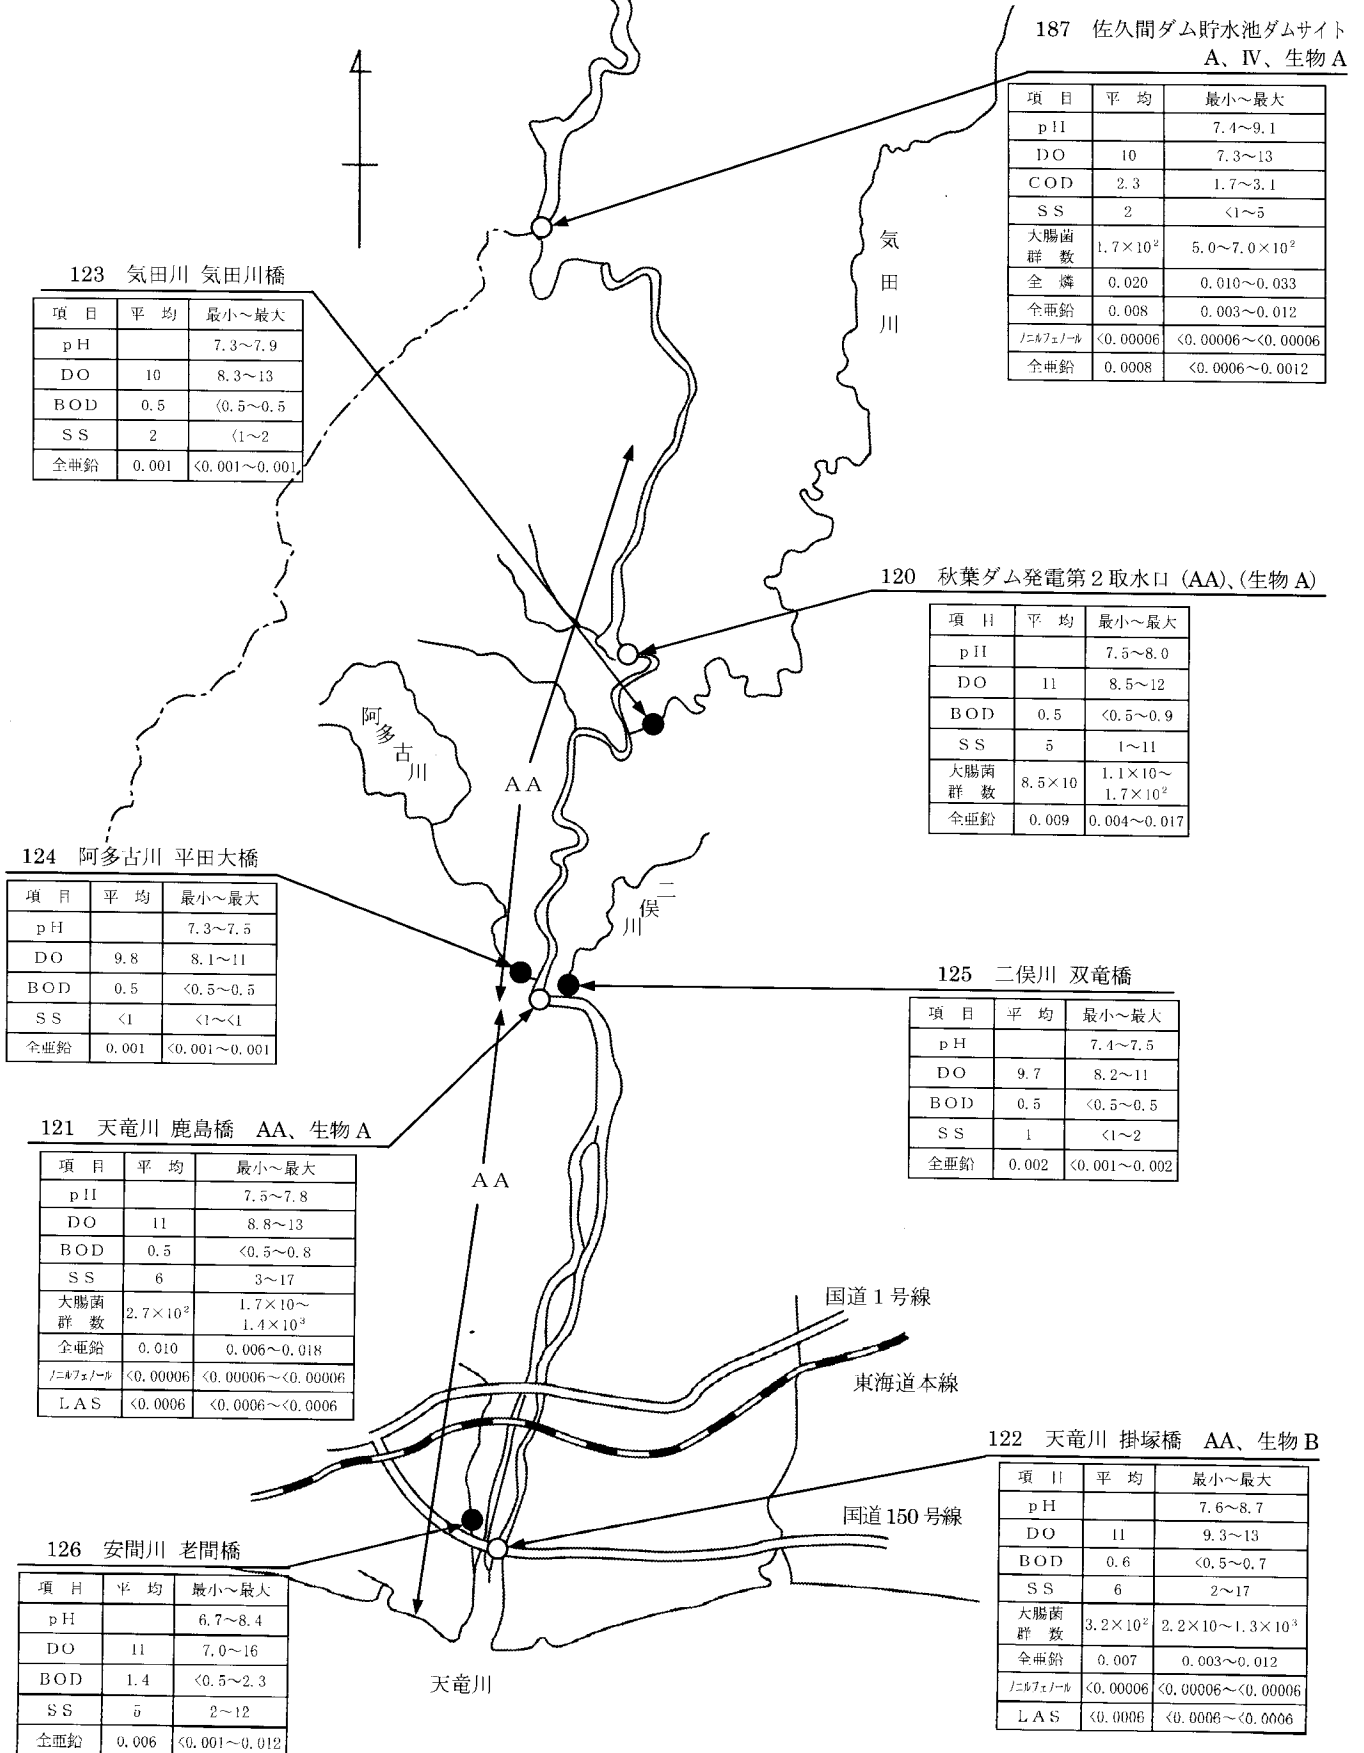 187 佐久間ダム貯水池ダムサイト
A、Ⅳ、生物 A
項 目 平 均 最小～最大
pH 7.4～9.1
DO 10 7.3～13
COD 2.3 1.7～3.1
SS 2 <1～5
大腸菌群 数 1.7×10² 5.0～7.0×10²
全 燐 0.020 0.010～0.033
全亜鉛 0.008 0.003～0.012
ノニルフェノール <0.00006 <0.00006～<0.00006
全亜鉛 0.0008 <0.0006～0.0012
気田川
123 気田川 気田川橋
項 目 平 均 最小～最大
pH 7.3～7.9
DO 10 8.3～13
BOD 0.5 <0.5～0.5
SS 2 <1～2
全亜鉛 0.001 <0.001～0.001
120 秋葉ダム発電第2取水口 (AA)、(生物 A)
項 目 平 均 最小～最大
pH 7.5～8.0
DO 11 8.5～12
BOD 0.5 <0.5～0.9
SS 5 1～11
大腸菌群 数 8.5×10 1.1×10～1.7×10²
全亜鉛 0.009 0.004～0.017
阿多古川
AA
124 阿多古川 平田大橋
項 目 平 均 最小～最大
pH 7.3～7.5
DO 9.8 8.1～11
BOD 0.5 <0.5～0.5
SS <1 <1～<1
全亜鉛 0.001 <0.001～0.001
二俣川
125 二俣川 双竜橋
項 目 平 均 最小～最大
pH 7.4～7.5
DO 9.7 8.2～11
BOD 0.5 <0.5～0.5
SS 1 <1～2
全亜鉛 0.002 <0.001～0.002
121 天竜川 鹿島橋 AA、生物 A
項 目 平 均 最小～最大
pH 7.5～7.8
DO 11 8.8～13
BOD 0.5 <0.5～0.8
SS 6 3～17
大腸菌群 数 2.7×10² 1.7×10～1.4×10³
全亜鉛 0.010 0.006～0.018
ノニルフェノール <0.00006 <0.00006～<0.00006
LAS <0.0006 <0.0006～<0.0006
AA
国道 1 号線
東海道本線
122 天竜川 掛塚橋 AA、生物 B
項 目 平 均 最小～最大
pH 7.6～8.7
DO 11 9.3～13
BOD 0.6 <0.5～0.7
SS 6 2～17
大腸菌群 数 3.2×10² 2.2×10～1.3×10³
全亜鉛 0.007 0.003～0.012
ノニルフェノール <0.00006 <0.00006～<0.00006
LAS <0.0006 <0.0006～<0.0006
国道 150 号線
126 安間川 老間橋
項 目 平 均 最小～最大
pH 6.7～8.4
DO 11 7.0～16
BOD 1.4 <0.5～2.3
SS 5 2～12
全亜鉛 0.006 <0.001～0.012
天竜川